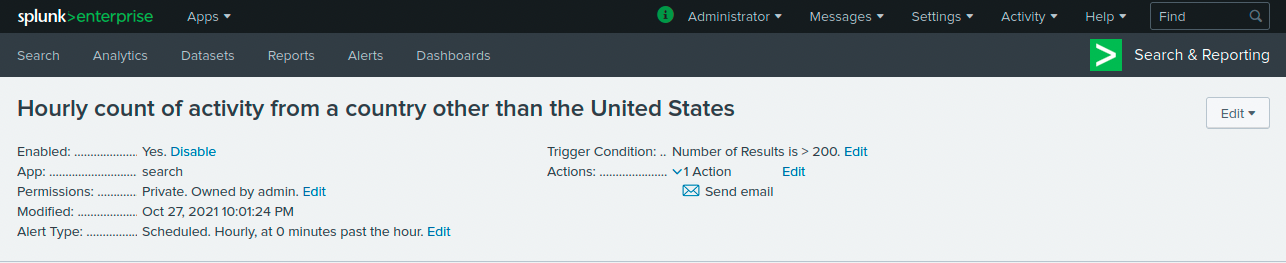 splunk>enterprise Apps ▾ i Administrator ▾ Messages ▾ Settings ▾ Activity ▾ Help ▾ Find
Search Analytics Datasets Reports Alerts Dashboards > Search & Reporting
Hourly count of activity from a country other than the United States Edit ▾
Enabled: .................... Yes. Disable
App: ........................... search
Permissions: ............ Private. Owned by admin. Edit
Modified: .................. Oct 27, 2021 10:01:24 PM
Alert Type: ................ Scheduled. Hourly, at 0 minutes past the hour. Edit
Trigger Condition: .. Number of Results is > 200. Edit
Actions: ..................... 1 Action Edit
Send email